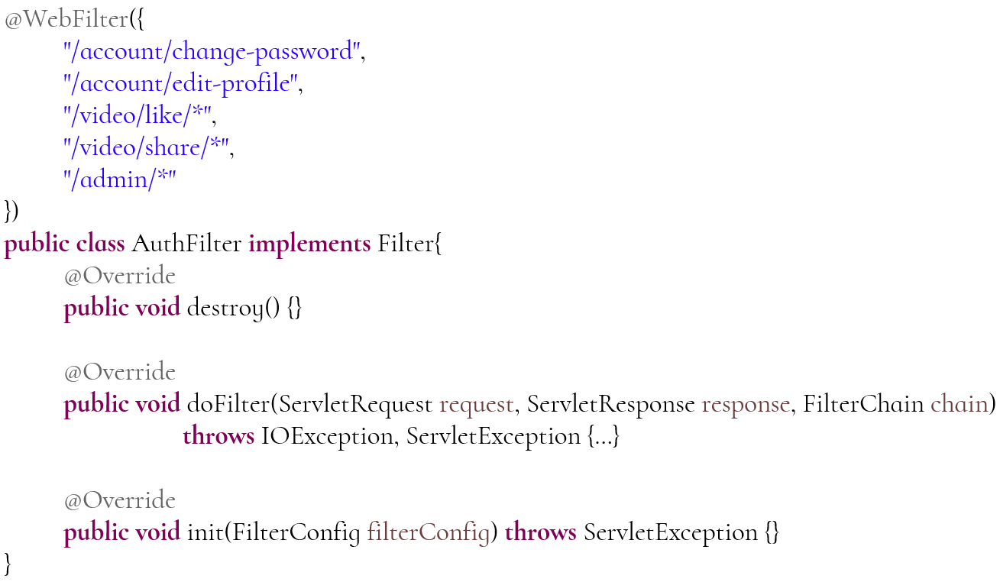 @WebFilter({
"/account/change-password",
"/account/edit-profile",
"/video/like/*",
"/video/share/*",
"/admin/*"
})
public class AuthFilter implements Filter{
@Override
public void destroy() {}
@Override
public void doFilter(ServletRequest request, ServletResponse response, FilterChain chain)
throws IOException, ServletException {...}
@Override
public void init(FilterConfig filterConfig) throws ServletException {}
}